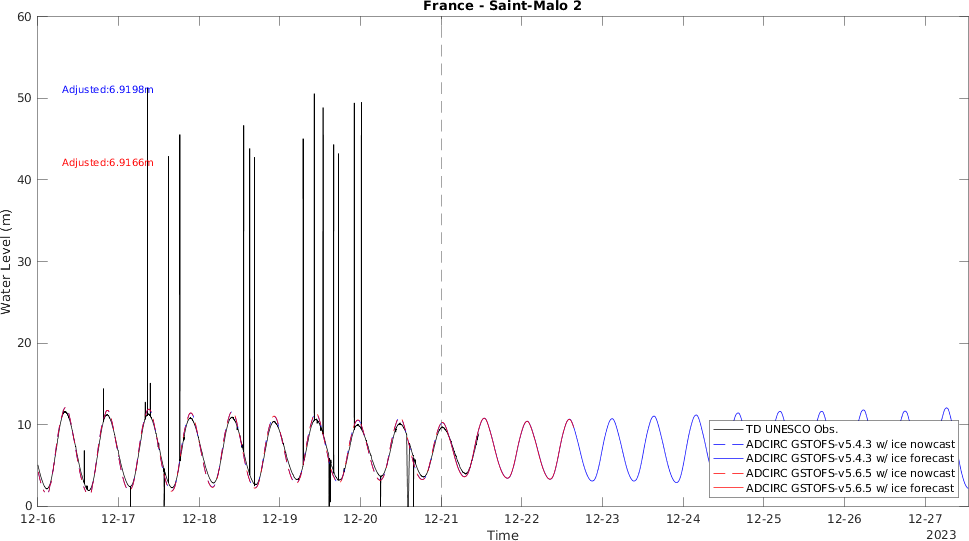 France - Saint-Malo 2
60
50
40
30
20
10
0
Water Level (m)
Adjusted:6.9198m
Adjusted:6.9166m
TD UNESCO Obs.
ADCIRC GSTOFS-v5.4.3 w/ ice nowcast
ADCIRC GSTOFS-v5.4.3 w/ ice forecast
ADCIRC GSTOFS-v5.6.5 w/ ice nowcast
ADCIRC GSTOFS-v5.6.5 w/ ice forecast
12-16 12-17 12-18 12-19 12-20 12-21 12-22 12-23 12-24 12-25 12-26 12-27
Time
2023